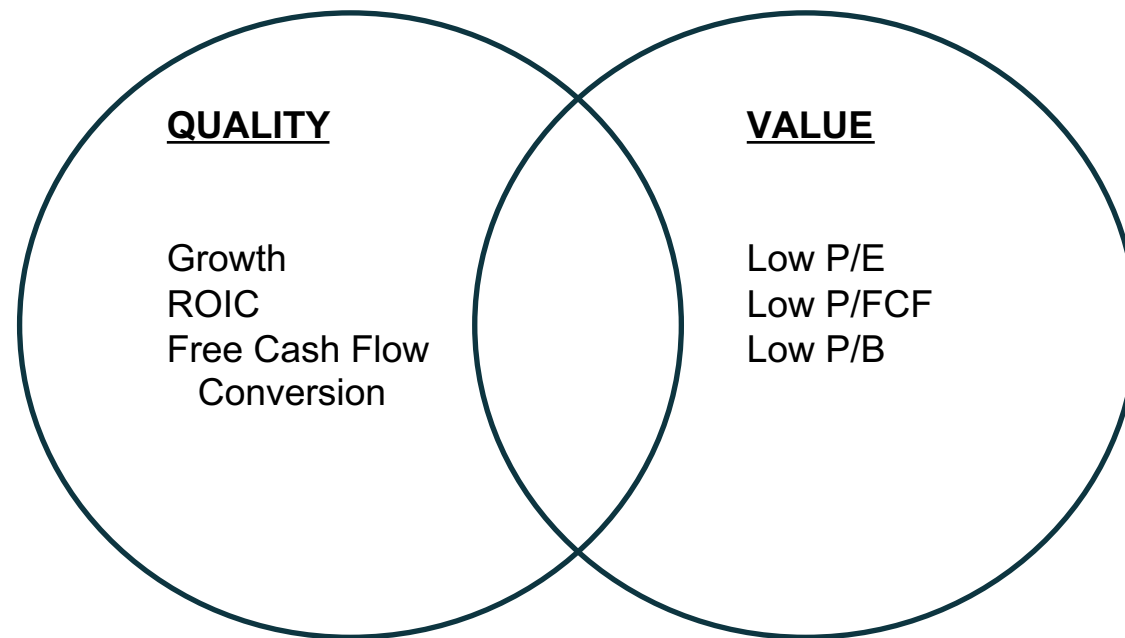 QUALITY
Growth
ROIC
Free Cash Flow
Conversion
VALUE
Low P/E
Low P/FCF
Low P/B